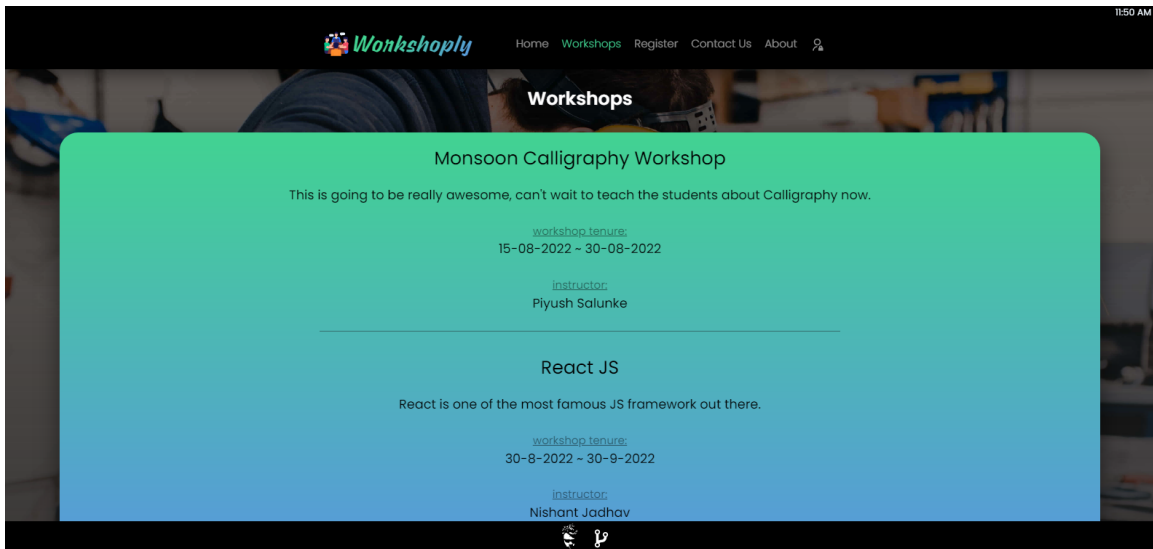 11:50 AM
Workshoply
Home Workshops Register Contact Us About
Workshops
Monsoon Calligraphy Workshop
This is going to be really awesome, can't wait to teach the students about Calligraphy now.
workshop tenure:
15-08-2022 ~ 30-08-2022
instructor:
Piyush Salunke
React JS
React is one of the most famous JS framework out there.
workshop tenure:
30-8-2022 ~ 30-9-2022
instructor:
Nishant Jadhav